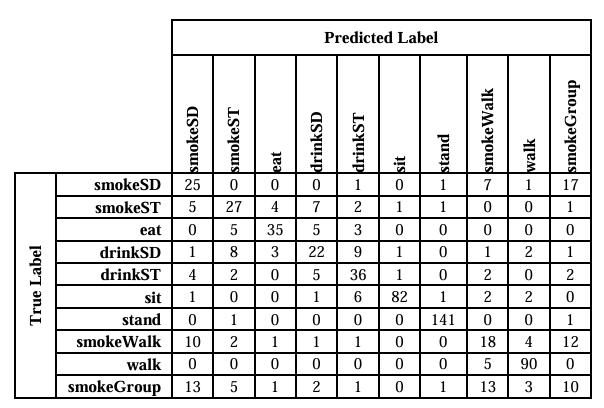 Predicted Label
smokeSD smokeST eat drinkSD drinkST sit stand smokeWalk walk smokeGroup
True Label
smokeSD 25 0 0 0 1 0 1 7 1 17
smokeST 5 27 4 7 2 1 1 0 0 1
eat 0 5 35 5 3 0 0 0 0 0
drinkSD 1 8 3 22 9 1 0 1 2 1
drinkST 4 2 0 5 36 1 0 2 0 2
sit 1 0 0 1 6 82 1 2 2 0
stand 0 1 0 0 0 0 141 0 0 1
smokeWalk 10 2 1 1 1 0 0 18 4 12
walk 0 0 0 0 0 0 0 5 90 0
smokeGroup 13 5 1 2 1 0 1 13 3 10